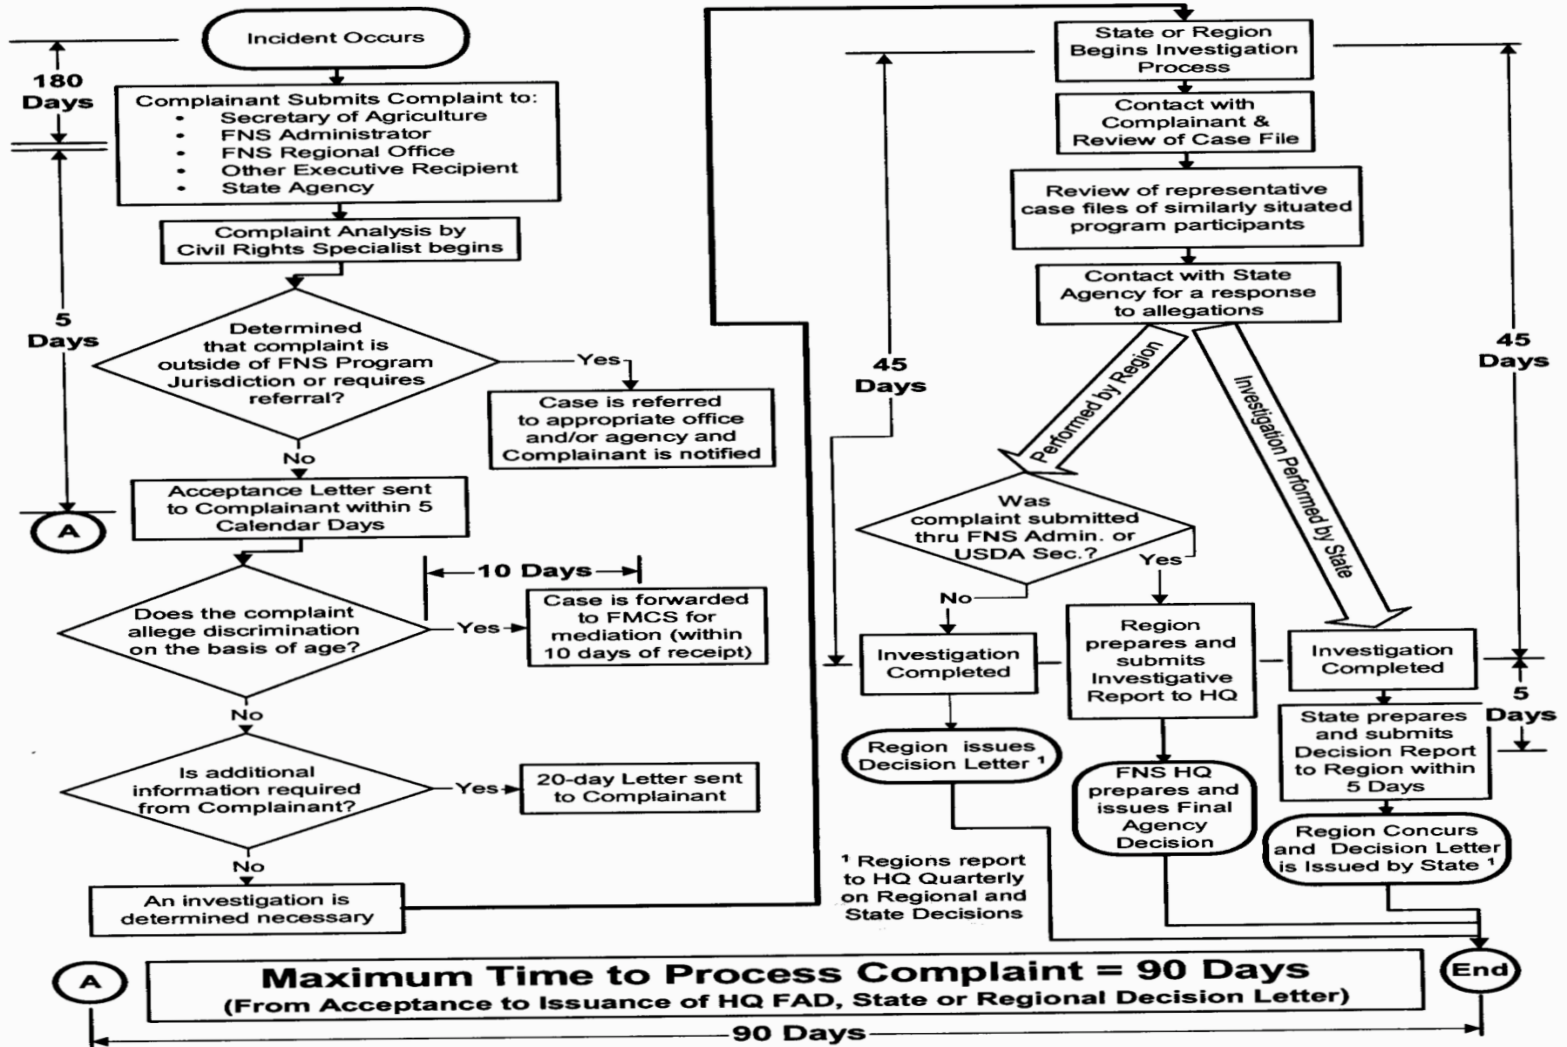 Incident Occurs
180
Days
Complainant Submits Complaint to:
• Secretary of Agriculture
• FNS Administrator
• FNS Regional Office
• Other Executive Recipient
• State Agency
Complaint Analysis by
Civil Rights Specialist begins
5
Days
Determined
that complaint is
outside of FNS Program
Jurisdiction or requires
referral?
Yes
Case is referred
to appropriate office
and/or agency and
Complainant is notified
No
Acceptance Letter sent
to Complainant within 5
Calendar Days
A
10 Days
Does the complaint
allege discrimination
on the basis of age?
Yes
Case is forwarded
to FMCS for
mediation (within
10 days of receipt)
No
Is additional
information required
from Complainant?
Yes
20-day Letter sent
to Complainant
No
An investigation is
determined necessary
State or Region
Begins Investigation
Process
Contact with
Complainant &
Review of Case File
Review of representative
case files of similarly situated
program participants
Contact with State
Agency for a response
to allegations
45
Days
45
Days
Performed by Region
Investigation Performed by State
Was
complaint submitted
thru FNS Admin. or
USDA Sec.?
Yes
No
Investigation
Completed
Region
prepares and
submits
Investigative
Report to HQ
Investigation
Completed
5
Days
Region issues
Decision Letter ¹
FNS HQ
prepares and
issues Final
Agency
Decision
State prepares
and submits
Decision Report
to Region within
5 Days
Region Concurs
and Decision Letter
is Issued by State ¹
¹ Regions report
to HQ Quarterly
on Regional and
State Decisions
A
Maximum Time to Process Complaint = 90 Days
(From Acceptance to Issuance of HQ FAD, State or Regional Decision Letter)
End
90 Days